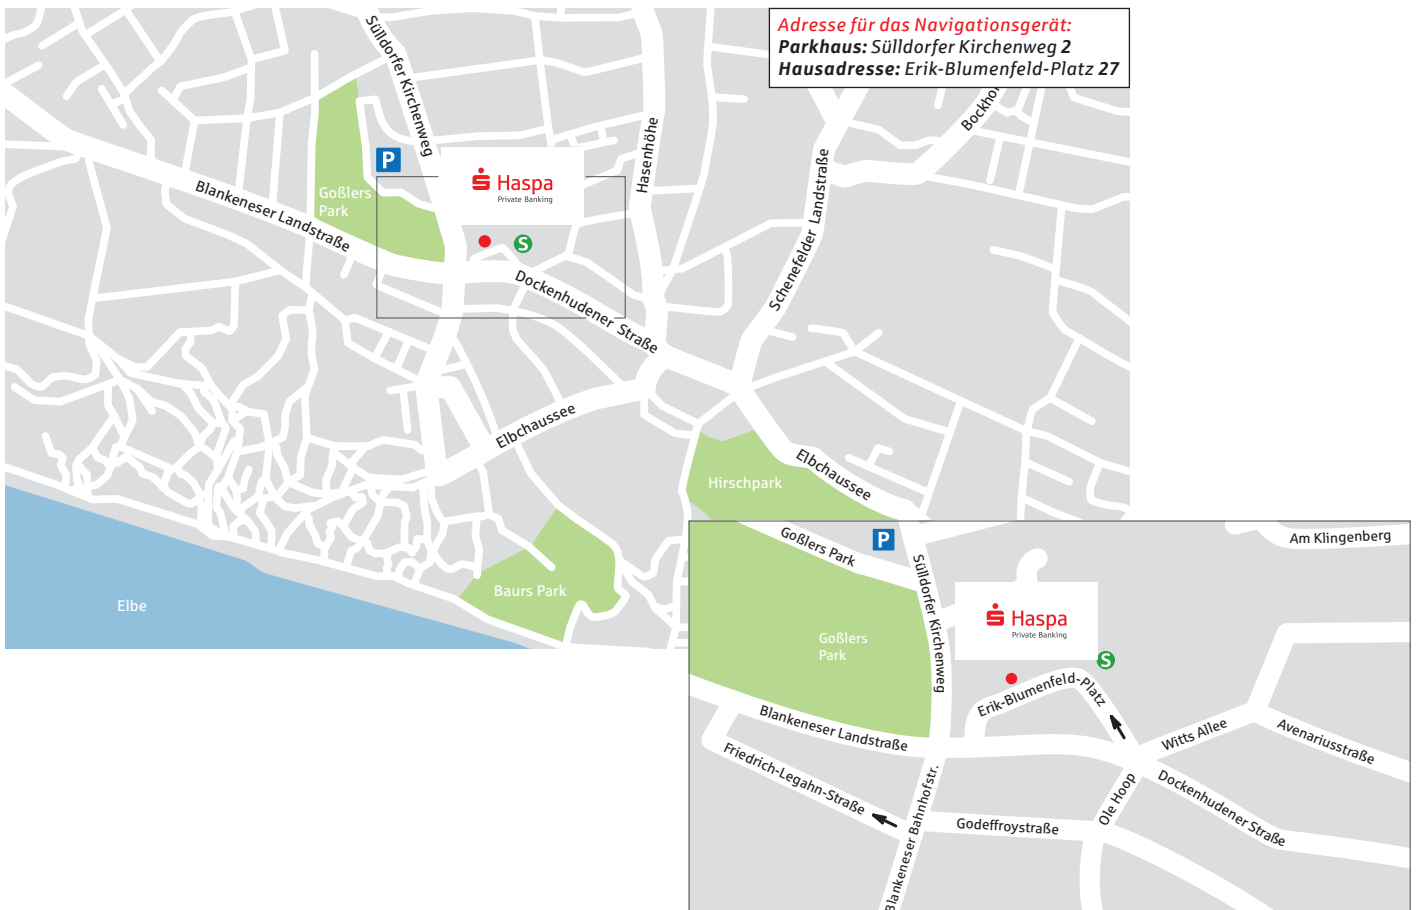 Adresse für das Navigationsgerät:
Parkhaus: Sülldorfer Kirchenweg 2
Hausadresse: Erik-Blumenfeld-Platz 27
Sülldorfer Kirchenweg
Hasenhöhe
Schenefelder Landstraße
P
Haspa
Private Banking
Goßlers
Park
Blankeneser Landstraße
S
Dockenhudener Straße
Elbchaussee
Elbchaussee
Hirschpark
Baurs Park
Elbe
P
Goßlers Park
Am Klingenberg
Sülldorfer Kirchenweg
Haspa
Private Banking
Goßlers
Park
S
Erik-Blumenfeld-Platz
Blankeneser Landstraße
Witts Allee
Avenariusstraße
Friedrich-Legahn-Straße
Ole Hoop
Dockenhudener Straße
Godeffroystraße
Blankeneser Bahnhofstr.